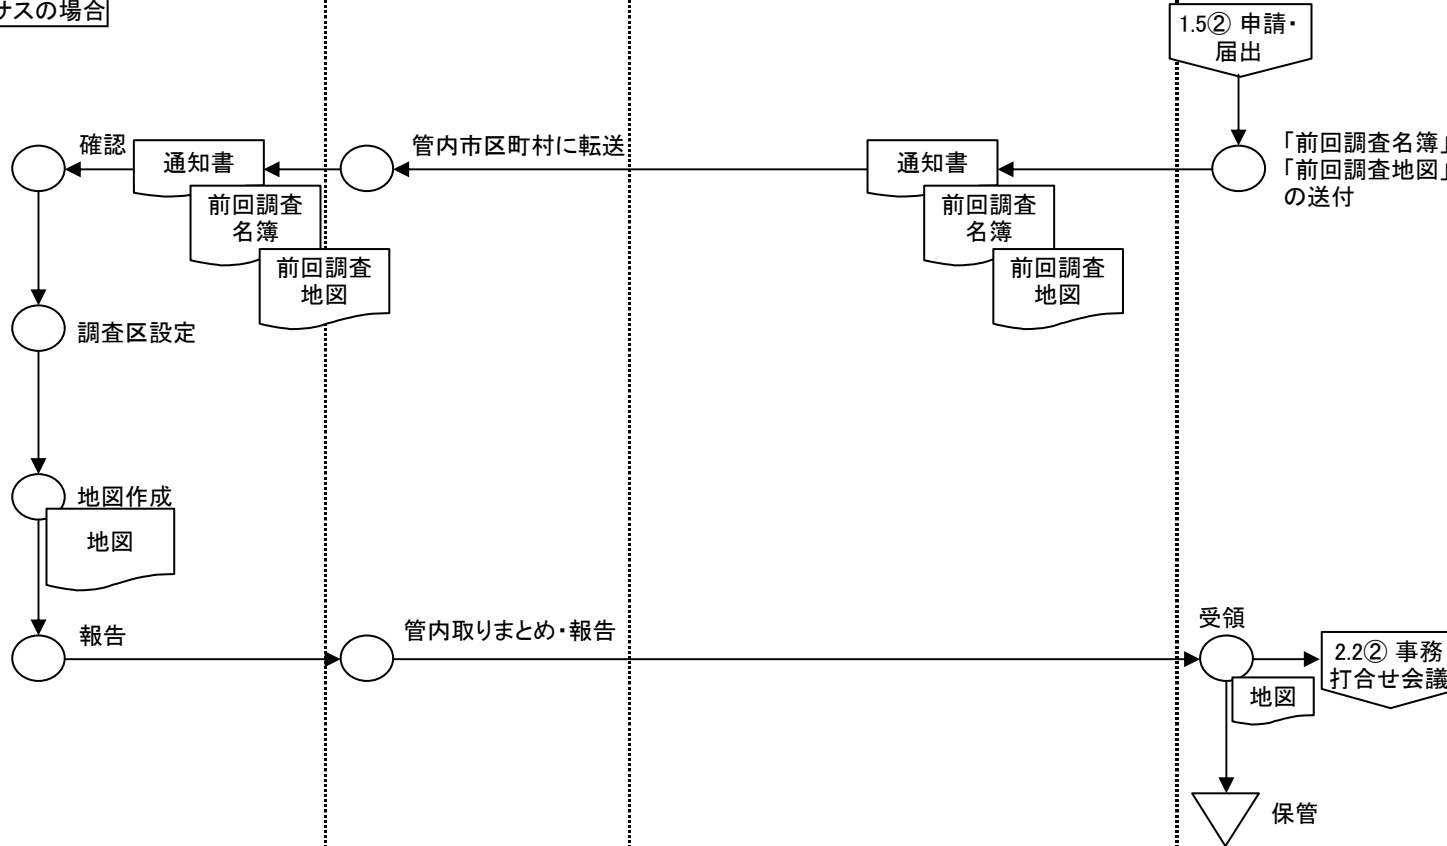 サスの場合
1.5② 申請・
届出
確認
通知書
前回調査
名簿
前回調査
地図
管内市区町村に転送
通知書
前回調査
名簿
前回調査
地図
「前回調査名簿」
「前回調査地図」
の送付
調査区設定
地図作成
地図
報告
管内取りまとめ・報告
受領
地図
2.2② 事務
打合せ会議
保管